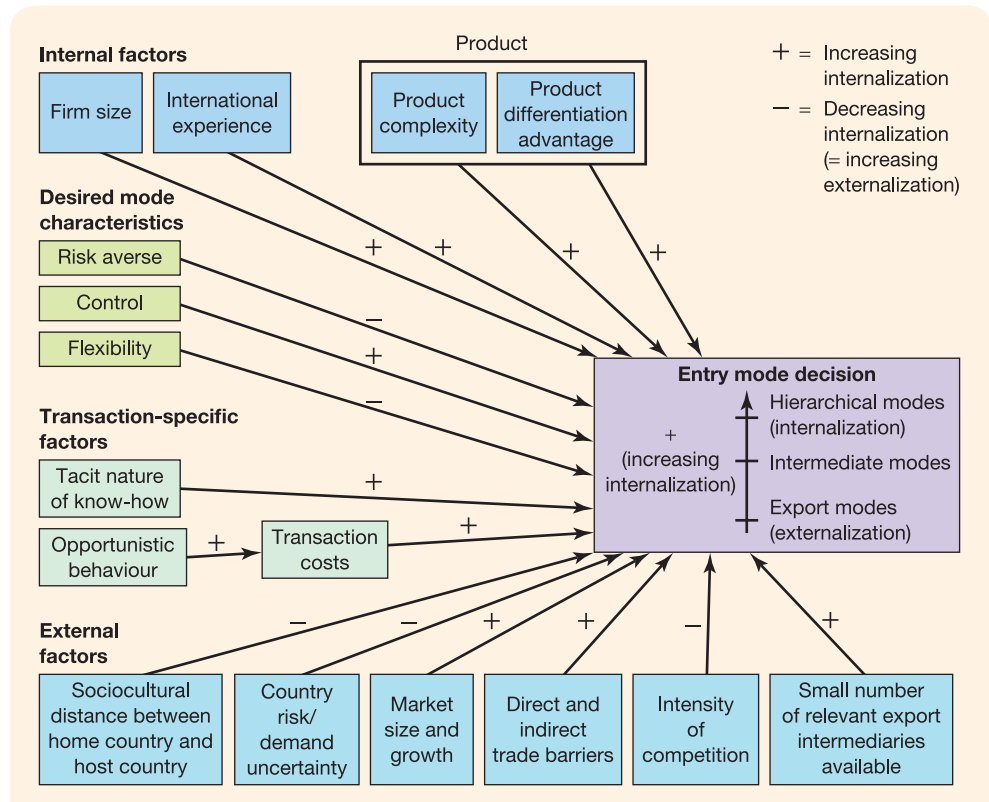 Product
Internal factors
Firm size
International
experience
Product
complexity
Product
differentiation
advantage
+ = Increasing
internalization
− = Decreasing
internalization
(= increasing
externalization)
Desired mode
characteristics
Risk averse
Control
Flexibility
+
+
+
+
−
+
−
Transaction-specific
factors
Tacit nature
of know-how
+
Opportunistic
behaviour
+
Transaction
costs
+
Entry mode decision
+
(increasing
internalization)
Hierarchical modes
(internalization)
Intermediate modes
Export modes
(externalization)
External
factors
−
−
+
+
−
+
Sociocultural
distance between
home country and
host country
Country
risk/
demand
uncertainty
Market
size and
growth
Direct and
indirect
trade barriers
Intensity
of
competition
Small number
of relevant export
intermediaries
available